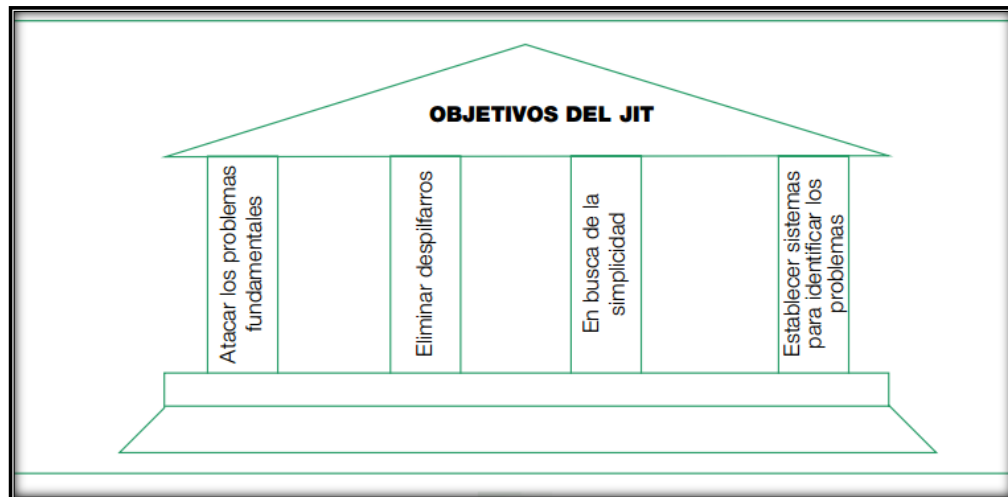 OBJETIVOS DEL JIT
Atacar los problemas
fundamentales
Eliminar despilfarros
En busca de la
simplicidad
Establecer sistemas
para identificar los
problemas